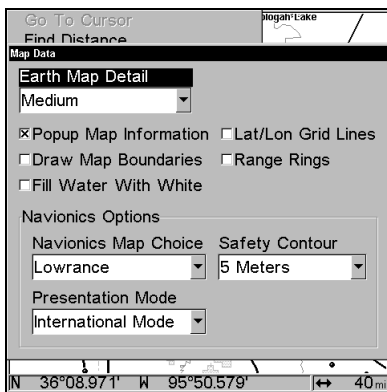 Go To Cursor
Find Distance
Map Data
Earth Map Detail
Medium
Popup Map Information
Lat/Lon Grid Lines
Draw Map Boundaries
Range Rings
Fill Water With White
Navionics Options
Navionics Map Choice
Safety Contour
Lowrance
5 Meters
Presentation Mode
International Mode
N 36°08.971' W 95°50.579' ↔ 40mi